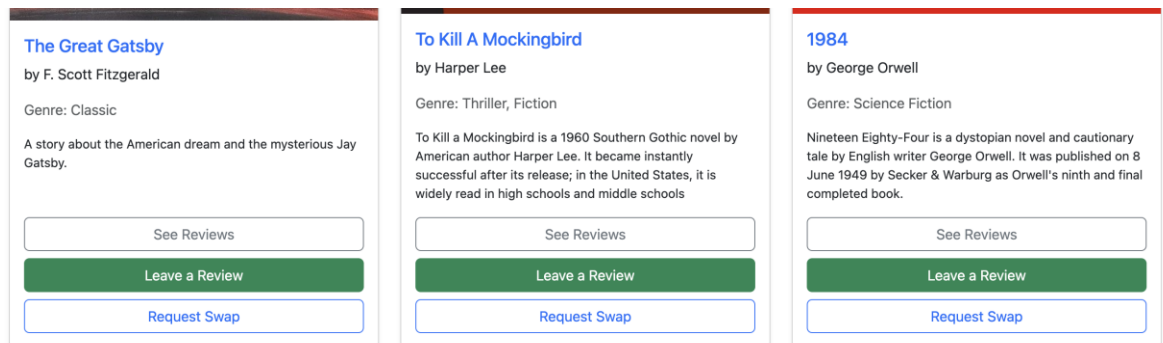 The Great Gatsby
by F. Scott Fitzgerald
Genre: Classic
A story about the American dream and the mysterious Jay
Gatsby.
See Reviews
Leave a Review
Request Swap
To Kill A Mockingbird
by Harper Lee
Genre: Thriller, Fiction
To Kill a Mockingbird is a 1960 Southern Gothic novel by
American author Harper Lee. It became instantly
successful after its release; in the United States, it is
widely read in high schools and middle schools
See Reviews
Leave a Review
Request Swap
1984
by George Orwell
Genre: Science Fiction
Nineteen Eighty-Four is a dystopian novel and cautionary
tale by English writer George Orwell. It was published on 8
June 1949 by Secker & Warburg as Orwell's ninth and final
completed book.
See Reviews
Leave a Review
Request Swap